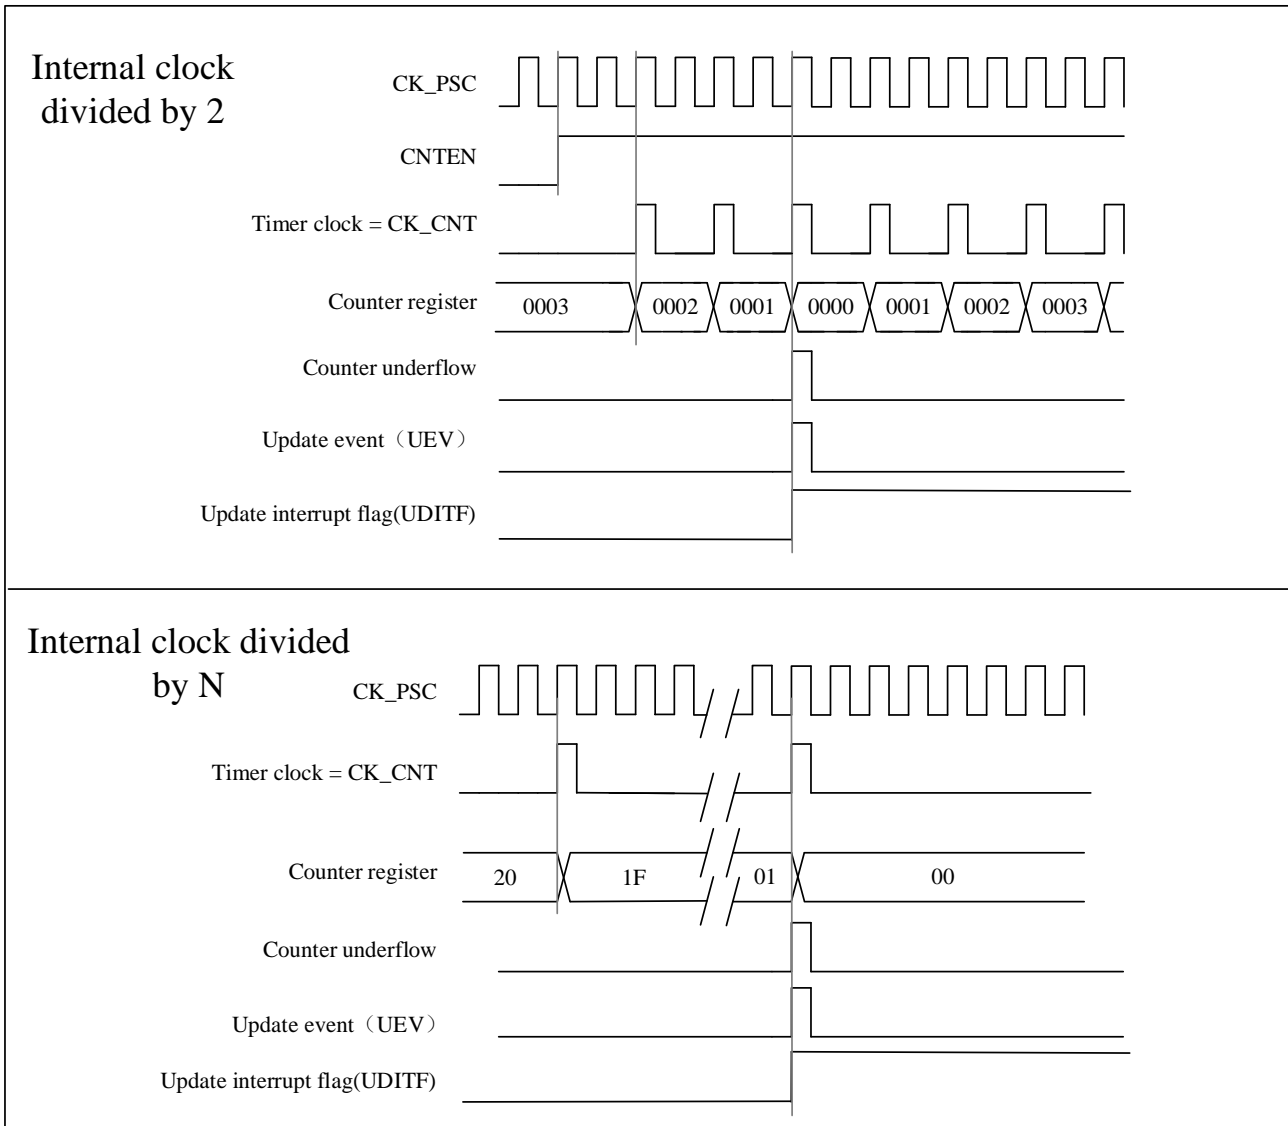 Internal clock
divided by 2
CK_PSC
CNTEN
Timer clock = CK_CNT
Counter register
0003 0002 0001 0000 0001 0002 0003
Counter underflow
Update event（UEV）
Update interrupt flag(UDITF)
Internal clock divided
by N
CK_PSC
Timer clock = CK_CNT
Counter register
20 1F 01 00
Counter underflow
Update event（UEV）
Update interrupt flag(UDITF)